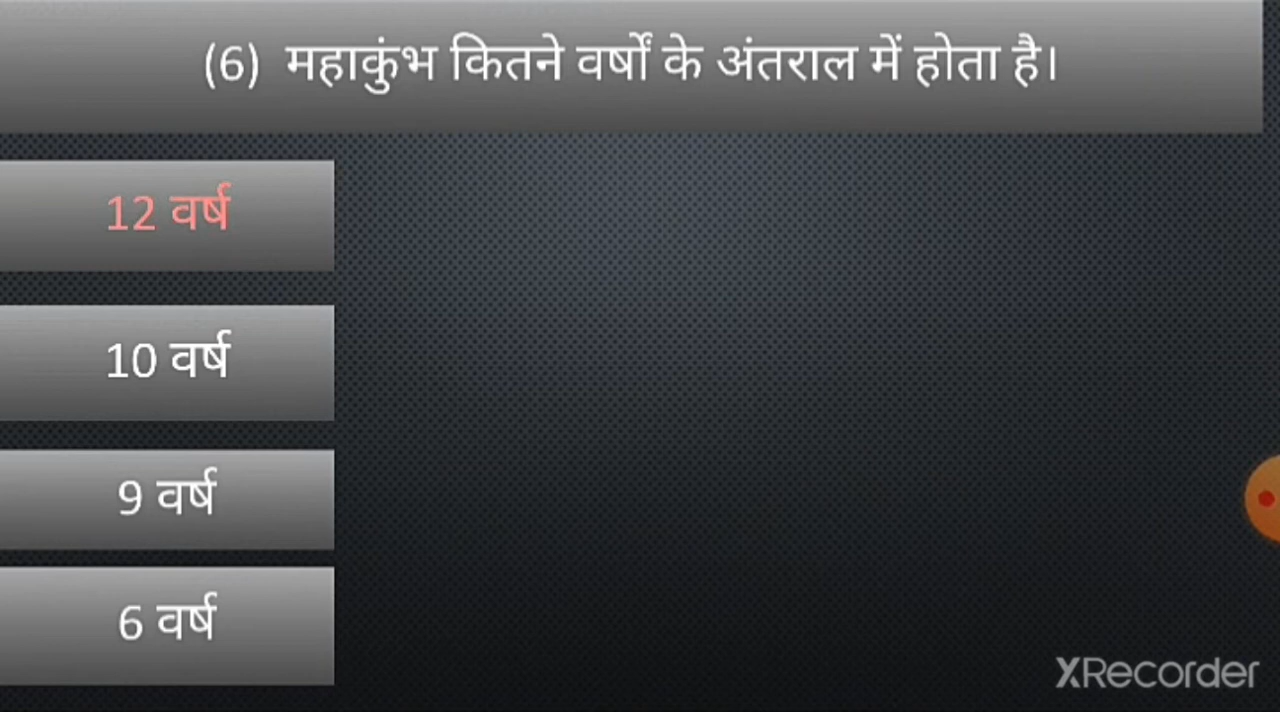 (6) महाकुंभ कितने वर्षों के अंतराल में होता है।
12 वर्ष
10 वर्ष
9 वर्ष
6 वर्ष
XRecorder